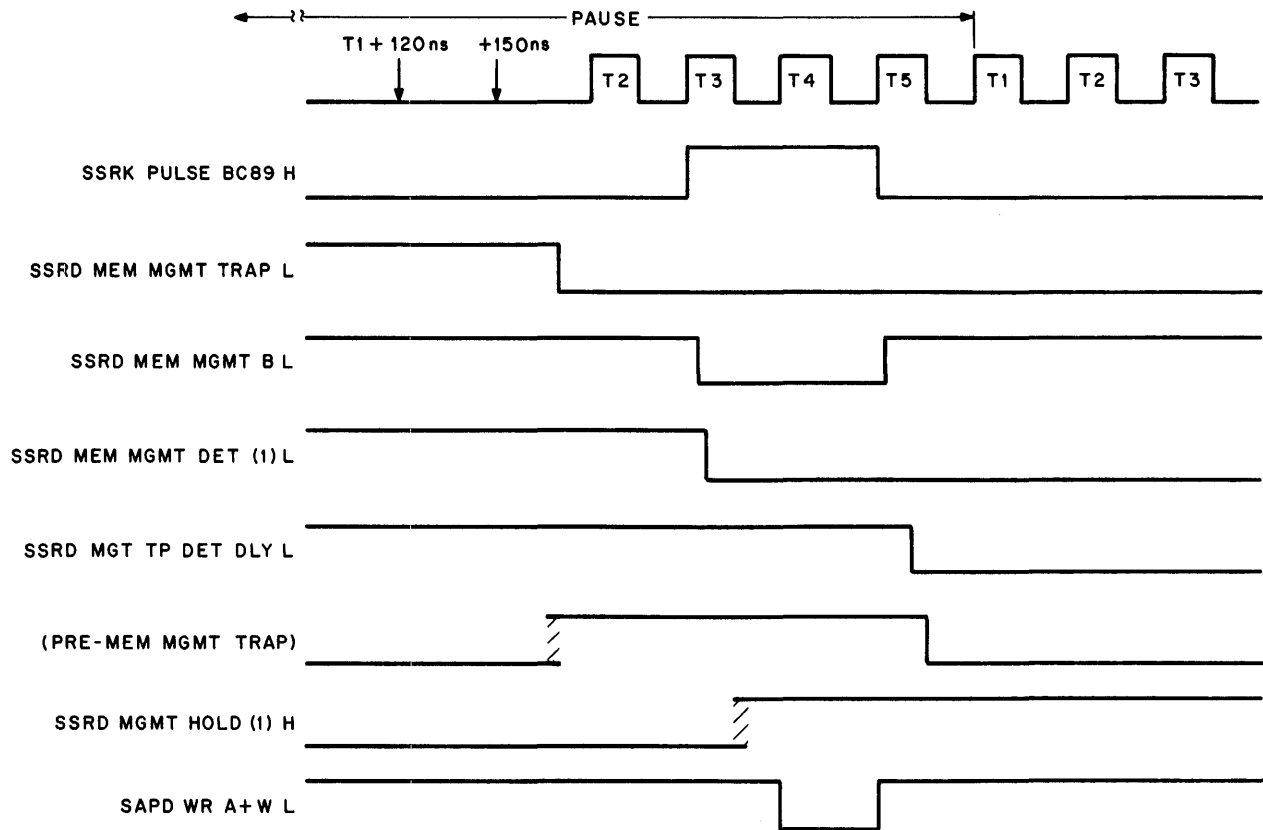 PAUSE
T1 + 120ns
+150ns
T2 T3 T4 T5 T1 T2 T3
SSRK PULSE BC89 H
SSRD MEM MGMT TRAP L
SSRD MEM MGMT B L
SSRD MEM MGMT DET (1) L
SSRD MGT TP DET DLY L
(PRE-MEM MGMT TRAP)
SSRD MGMT HOLD (1) H
SAPD WR A+W L